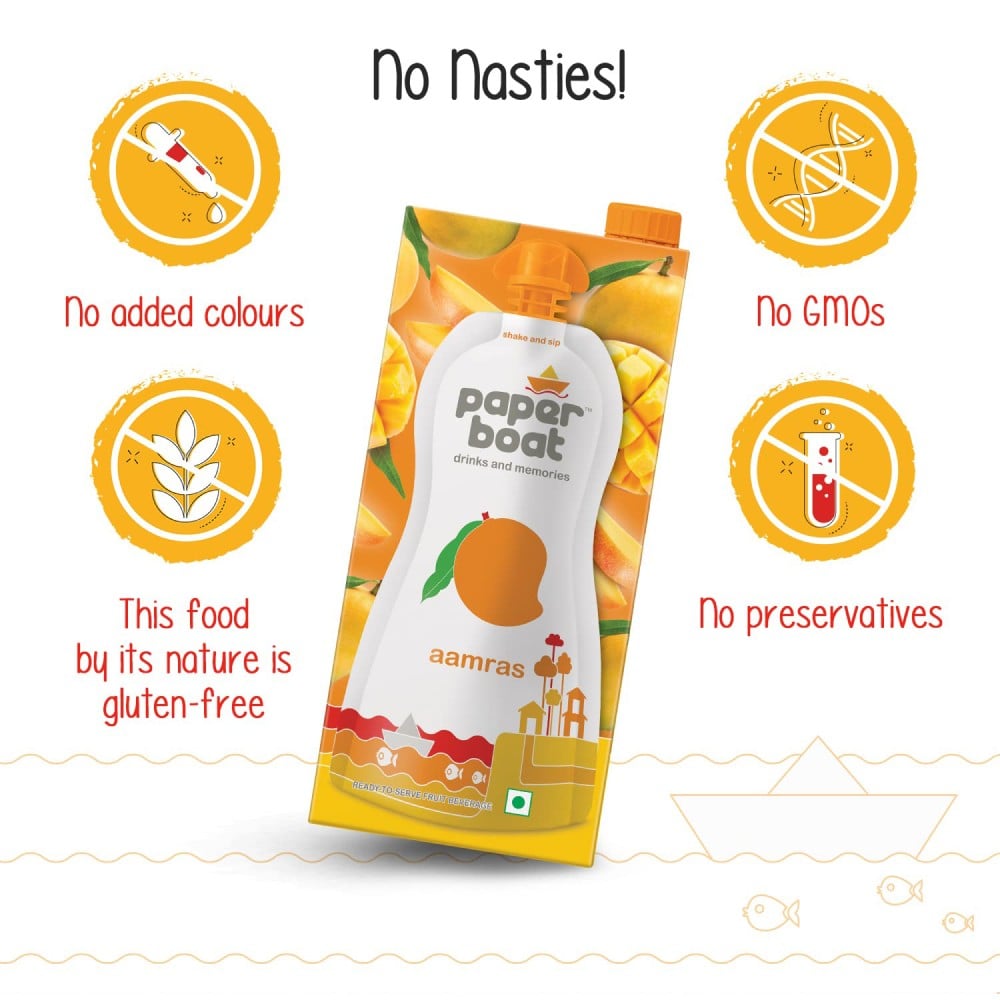 No Nasties!
No added colours
No GMOs
shake and sip
paper
boat™
drinks and memories
This food
by its nature is
gluten-free
No preservatives
aamras
READY-TO-SERVE FRUIT BEVERAGE